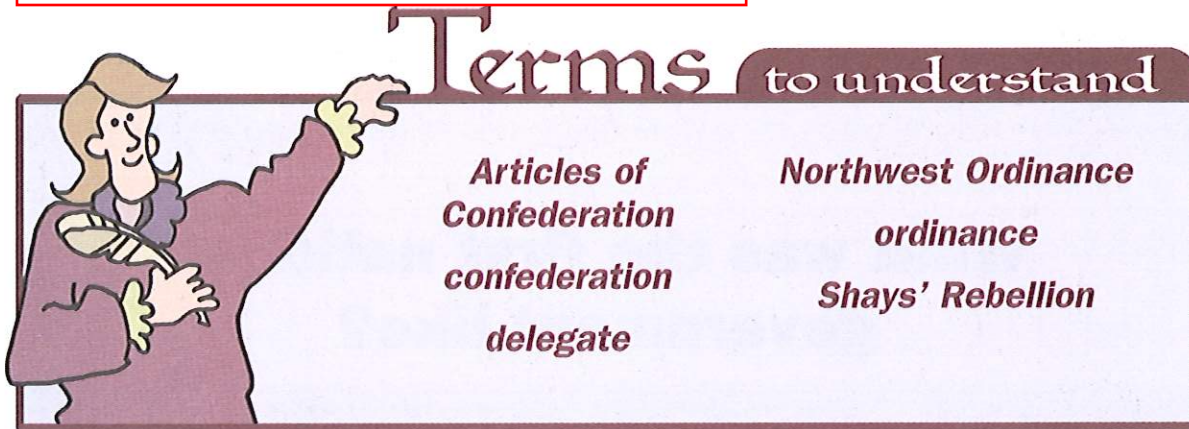 Terms to understand
Articles of
Confederation
confederation
delegate
Northwest Ordinance
ordinance
Shays' Rebellion